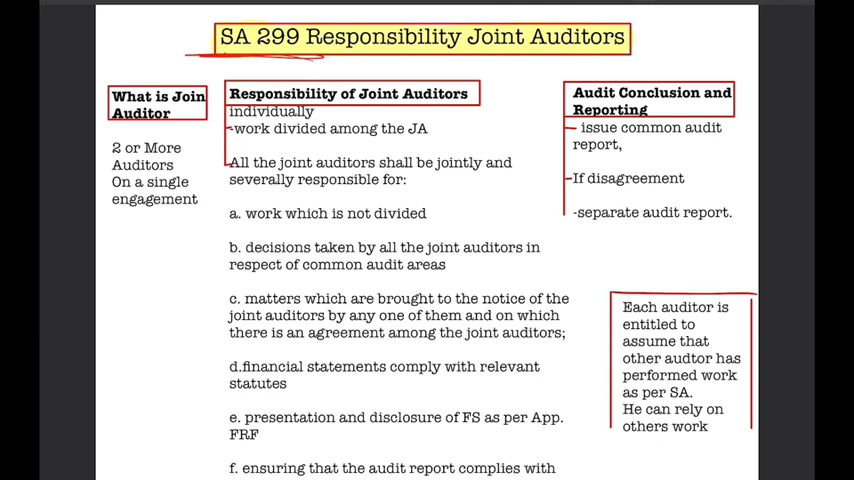 SA 299 Responsibility Joint Auditors
What is Join
Auditor
2 or More
Auditors
On a single
engagement
Responsibility of Joint Auditors
individually
-work divided among the JA
All the joint auditors shall be jointly and
severally responsible for:
a. work which is not divided
b. decisions taken by all the joint auditors in
respect of common audit areas
c. matters which are brought to the notice of the
joint auditors by any one of them and on which
there is an agreement among the joint auditors;
d.financial statements comply with relevant
statutes
e. presentation and disclosure of FS as per App.
FRF
f. ensuring that the audit report complies with
Audit Conclusion and
Reporting
- issue common audit
report,
-If disagreement
-separate audit report.
Each auditor is
entitled to
assume that
other audtor has
performed work
as per SA.
He can rely on
others work